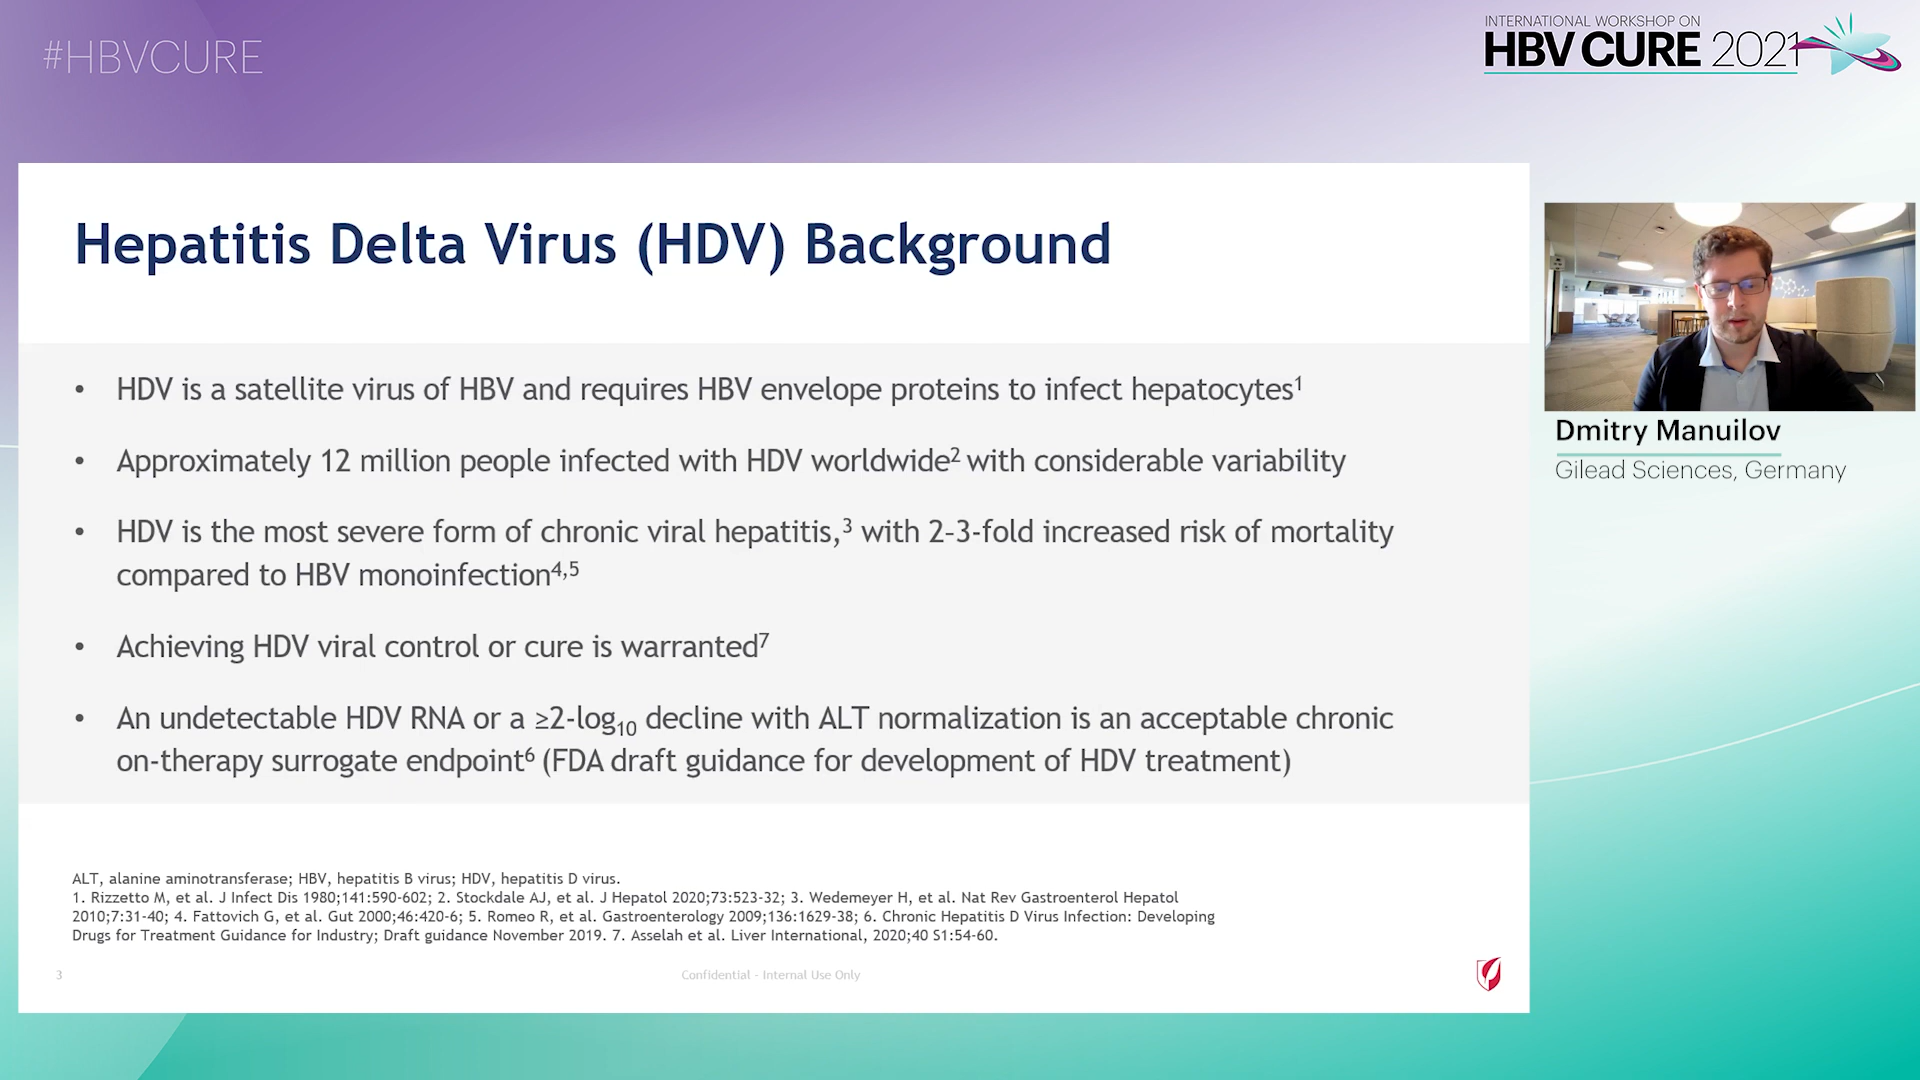 #HBVCURE
INTERNATIONAL WORKSHOP ON
HBV CURE 2021
Hepatitis Delta Virus (HDV) Background
• HDV is a satellite virus of HBV and requires HBV envelope proteins to infect hepatocytes¹
• Approximately 12 million people infected with HDV worldwide² with considerable variability
• HDV is the most severe form of chronic viral hepatitis,³ with 2-3-fold increased risk of mortality
compared to HBV monoinfection⁴,⁵
• Achieving HDV viral control or cure is warranted⁷
• An undetectable HDV RNA or a ≥2-log₁₀ decline with ALT normalization is an acceptable chronic
on-therapy surrogate endpoint⁶ (FDA draft guidance for development of HDV treatment)
ALT, alanine aminotransferase; HBV, hepatitis B virus; HDV, hepatitis D virus.
1. Rizzetto M, et al. J Infect Dis 1980;141:590-602; 2. Stockdale AJ, et al. J Hepatol 2020;73:523-32; 3. Wedemeyer H, et al. Nat Rev Gastroenterol Hepatol
2010;7:31-40; 4. Fattovich G, et al. Gut 2000;46:420-6; 5. Romeo R, et al. Gastroenterology 2009;136:1629-38; 6. Chronic Hepatitis D Virus Infection: Developing
Drugs for Treatment Guidance for Industry; Draft guidance November 2019. 7. Asselah et al. Liver International, 2020;40 S1:54-60.
3
Confidential - Internal Use Only
Dmitry Manuilov
Gilead Sciences, Germany